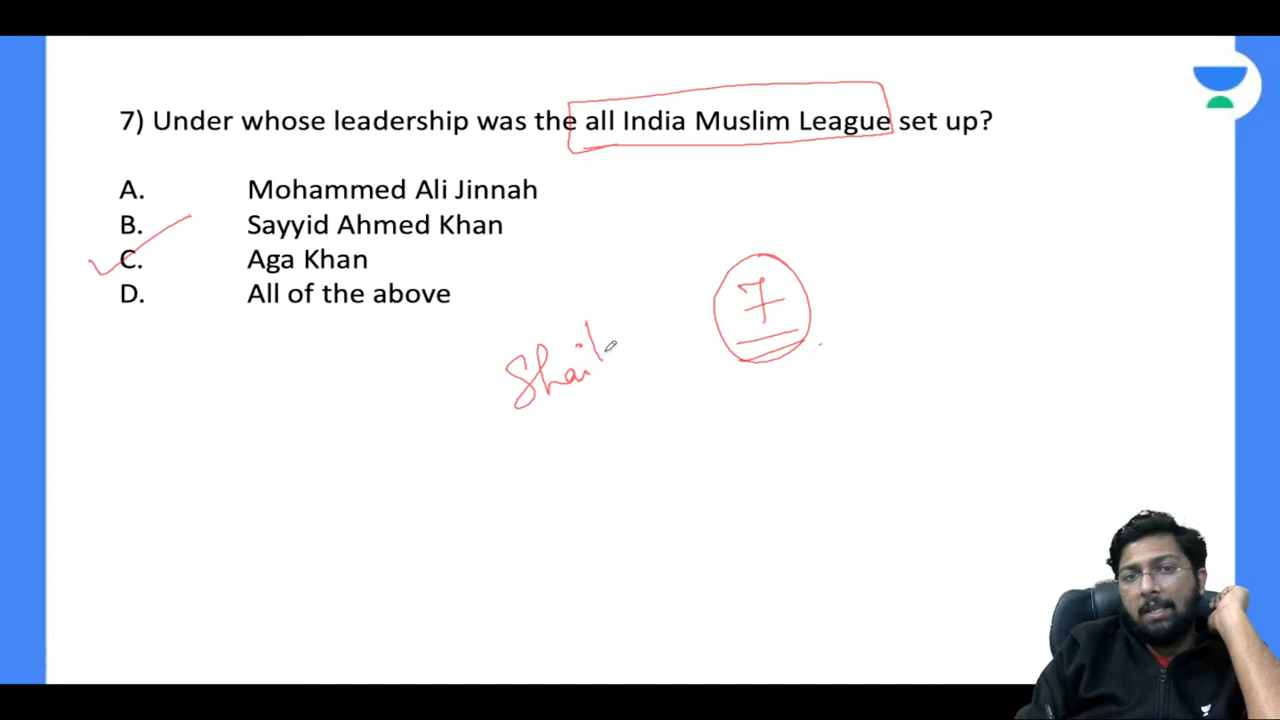 7) Under whose leadership was the all India Muslim League set up?
A. Mohammed Ali Jinnah
B. Sayyid Ahmed Khan
C. Aga Khan
D. All of the above
7